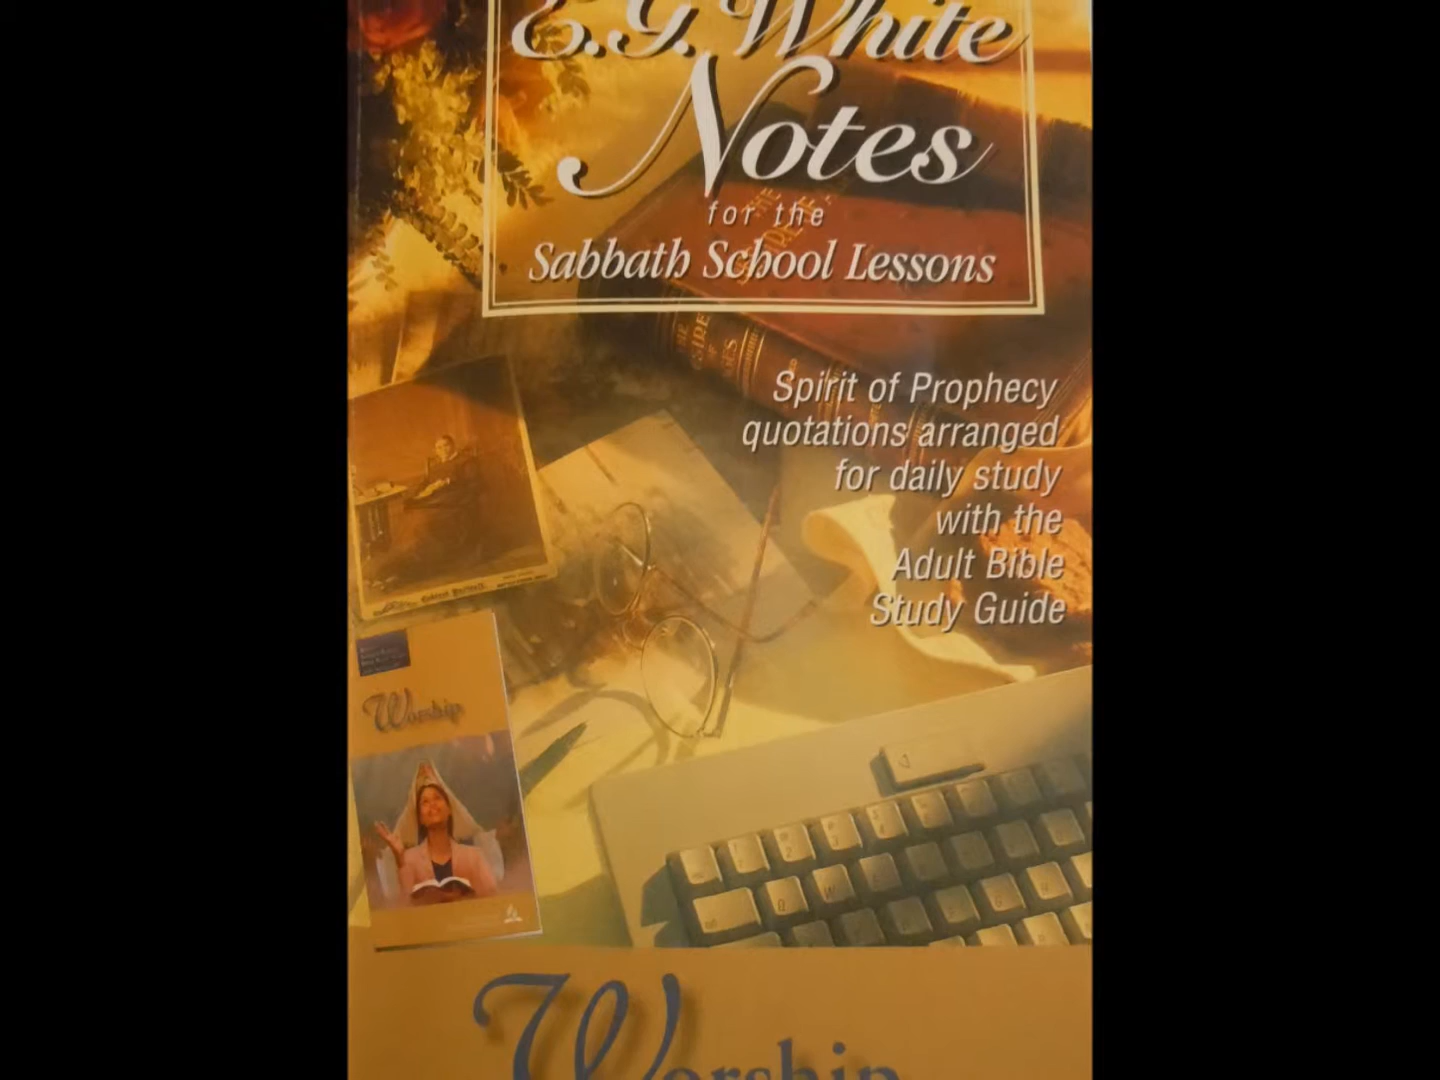 E.G. White
Notes
for the
Sabbath School Lessons
Spirit of Prophecy
quotations arranged
for daily study
with the
Adult Bible
Study Guide
Worship
Worship